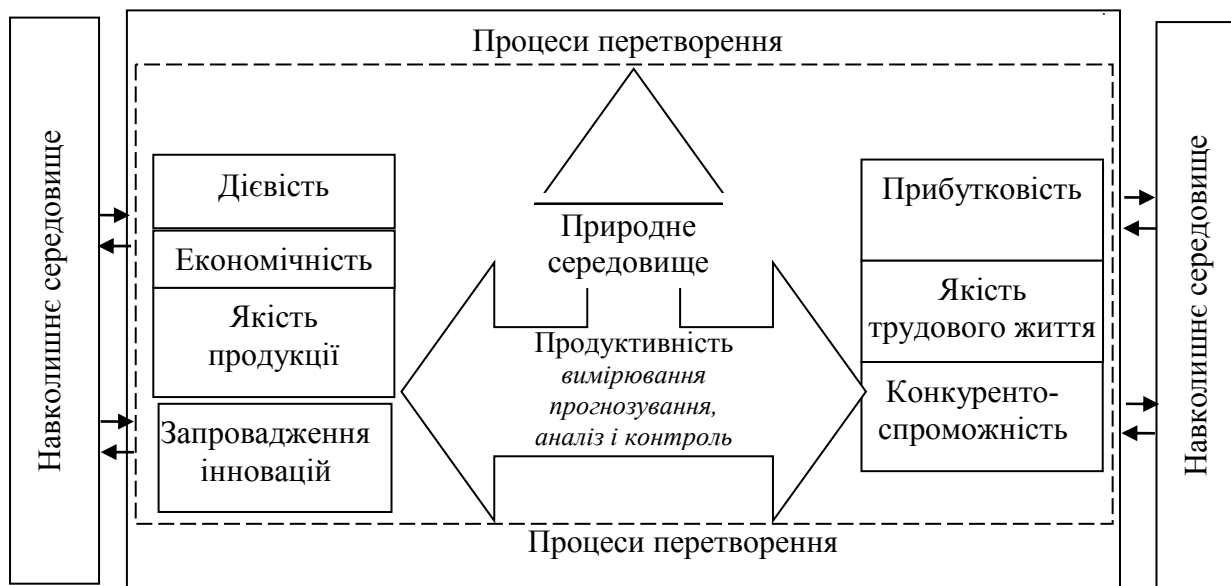 Процеси перетворення
Навколишнє середовище
Дієвість
Економічність
Якість
продукції
Запровадження
інновацій
Природне
середовище
Продуктивність
вимірювання
прогнозування,
аналіз і контроль
Прибутковість
Якість
трудового життя
Конкуренто-
спроможність
Навколишнє середовище
Процеси перетворення